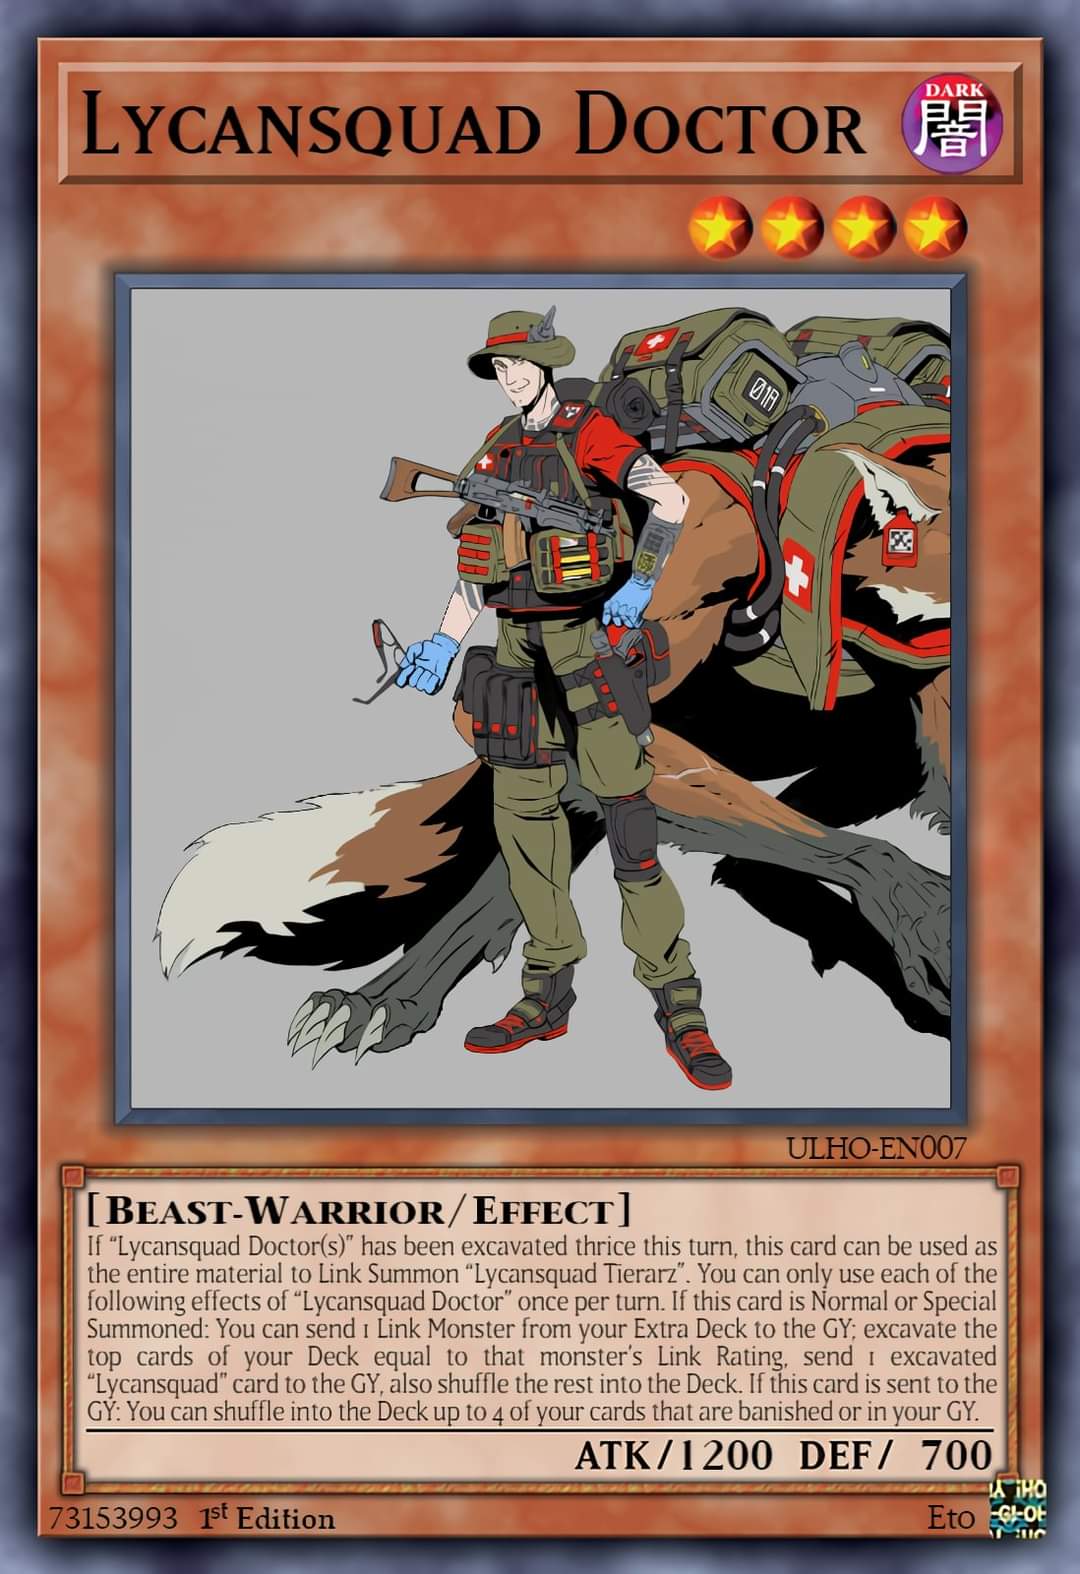 LYCANSQUAD DOCTOR
DARK
闇
01A
ULHO-EN007
[BEAST-WARRIOR/EFFECT]
If “Lycansquad Doctor(s)” has been excavated thrice this turn, this card can be used as
the entire material to Link Summon “Lycansquad Tierarz”. You can only use each of the
following effects of “Lycansquad Doctor” once per turn. If this card is Normal or Special
Summoned: You can send 1 Link Monster from your Extra Deck to the GY; excavate the
top cards of your Deck equal to that monster's Link Rating, send 1 excavated
“Lycansquad” card to the GY, also shuffle the rest into the Deck. If this card is sent to the
GY: You can shuffle into the Deck up to 4 of your cards that are banished or in your GY.
ATK/1200 DEF/ 700
73153993 1st Edition
Eto